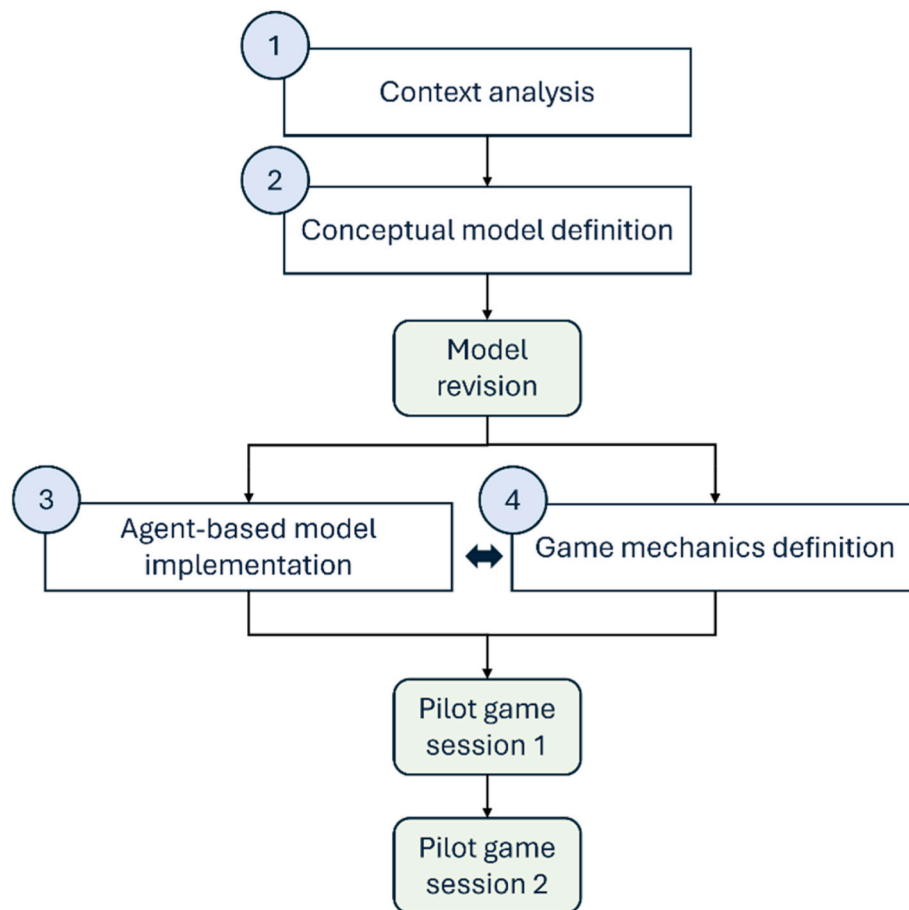 1
Context analysis
2
Conceptual model definition
Model
revision
3
Agent-based model
implementation
4
Game mechanics definition
Pilot game
session 1
Pilot game
session 2